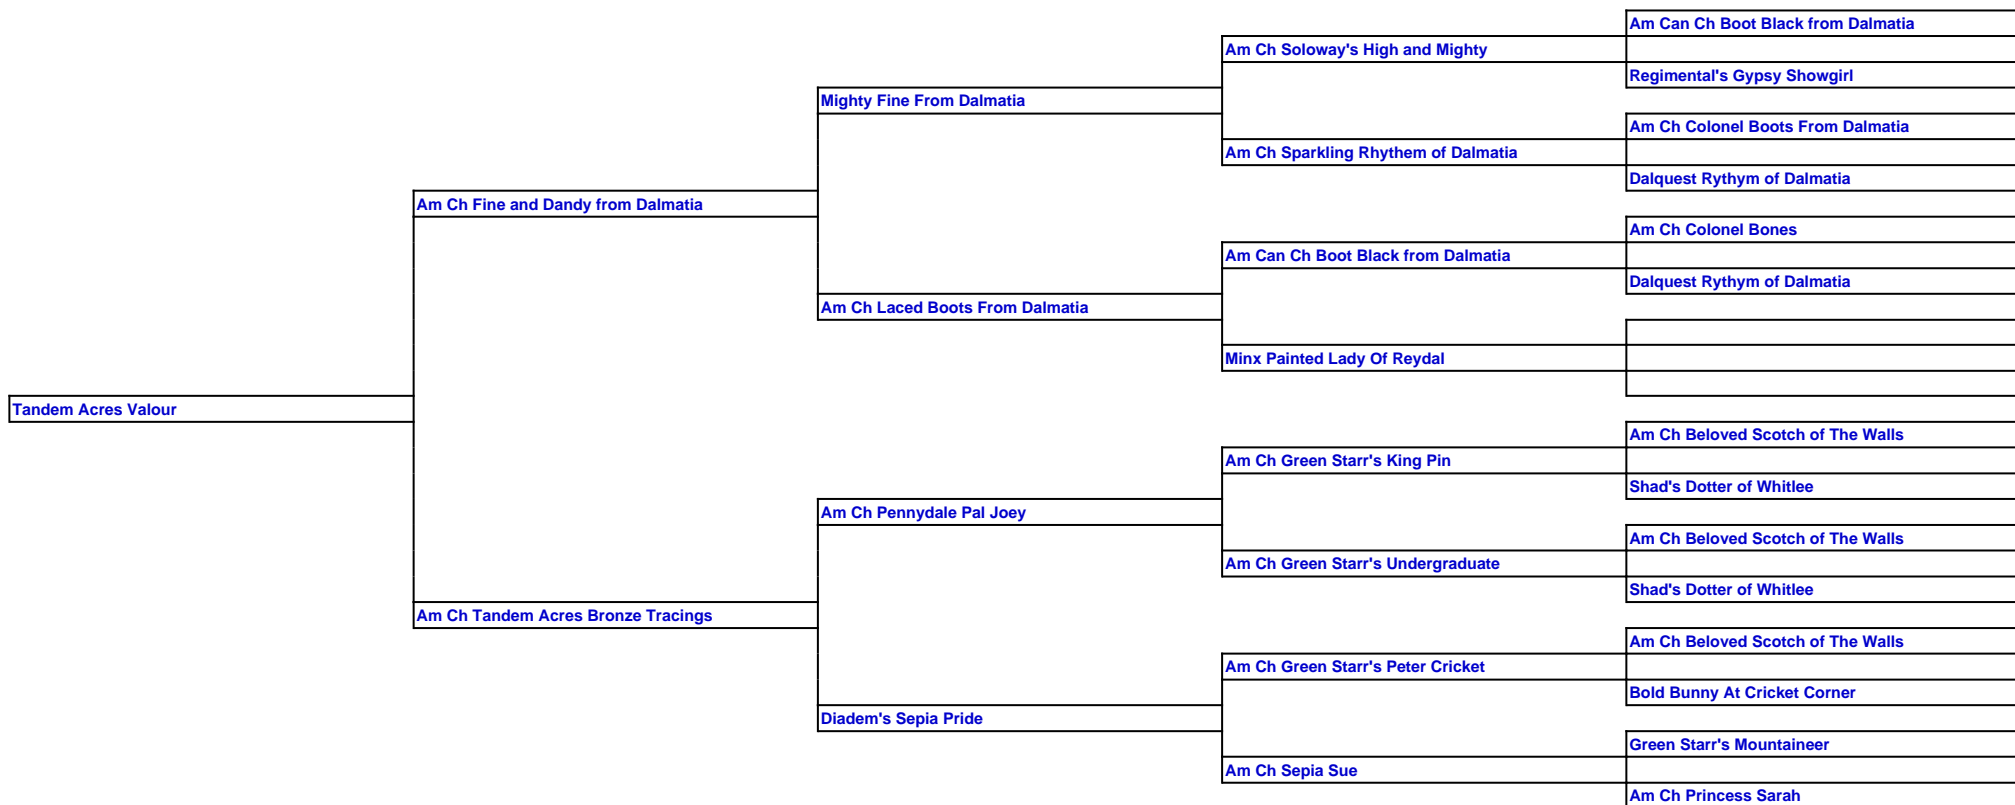 Am Can Ch Boot Black from Dalmatia
Am Ch Soloway's High and Mighty
Regimental's Gypsy Showgirl
Mighty Fine From Dalmatia
Am Ch Colonel Boots From Dalmatia
Am Ch Sparkling Rhythem of Dalmatia
Dalquest Rythym of Dalmatia
Am Ch Fine and Dandy from Dalmatia
Am Ch Colonel Bones
Am Can Ch Boot Black from Dalmatia
Dalquest Rythym of Dalmatia
Am Ch Laced Boots From Dalmatia
Minx Painted Lady Of Reydal
Tandem Acres Valour
Am Ch Beloved Scotch of The Walls
Am Ch Green Starr's King Pin
Shad's Dotter of Whitlee
Am Ch Pennydale Pal Joey
Am Ch Beloved Scotch of The Walls
Am Ch Green Starr's Undergraduate
Shad's Dotter of Whitlee
Am Ch Tandem Acres Bronze Tracings
Am Ch Beloved Scotch of The Walls
Am Ch Green Starr's Peter Cricket
Bold Bunny At Cricket Corner
Diadem's Sepia Pride
Green Starr's Mountaineer
Am Ch Sepia Sue
Am Ch Princess Sarah